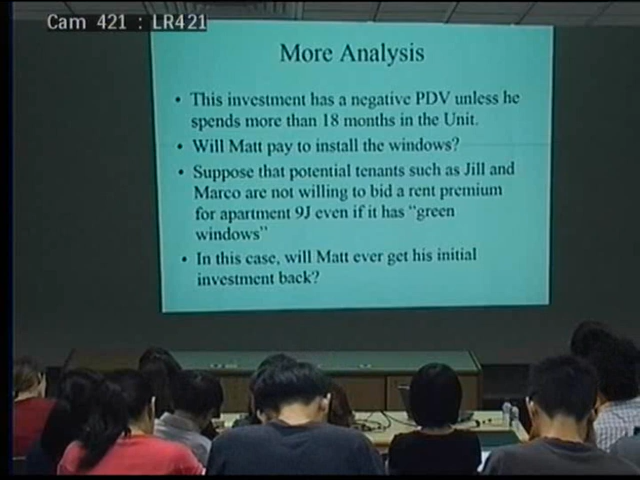 Cam 421 : LR421
More Analysis
• This investment has a negative PDV unless he
spends more than 18 months in the Unit.
• Will Matt pay to install the windows?
• Suppose that potential tenants such as Jill and
Marco are not willing to bid a rent premium
for apartment 9J even if it has “green
windows”
• In this case, will Matt ever get his initial
investment back?